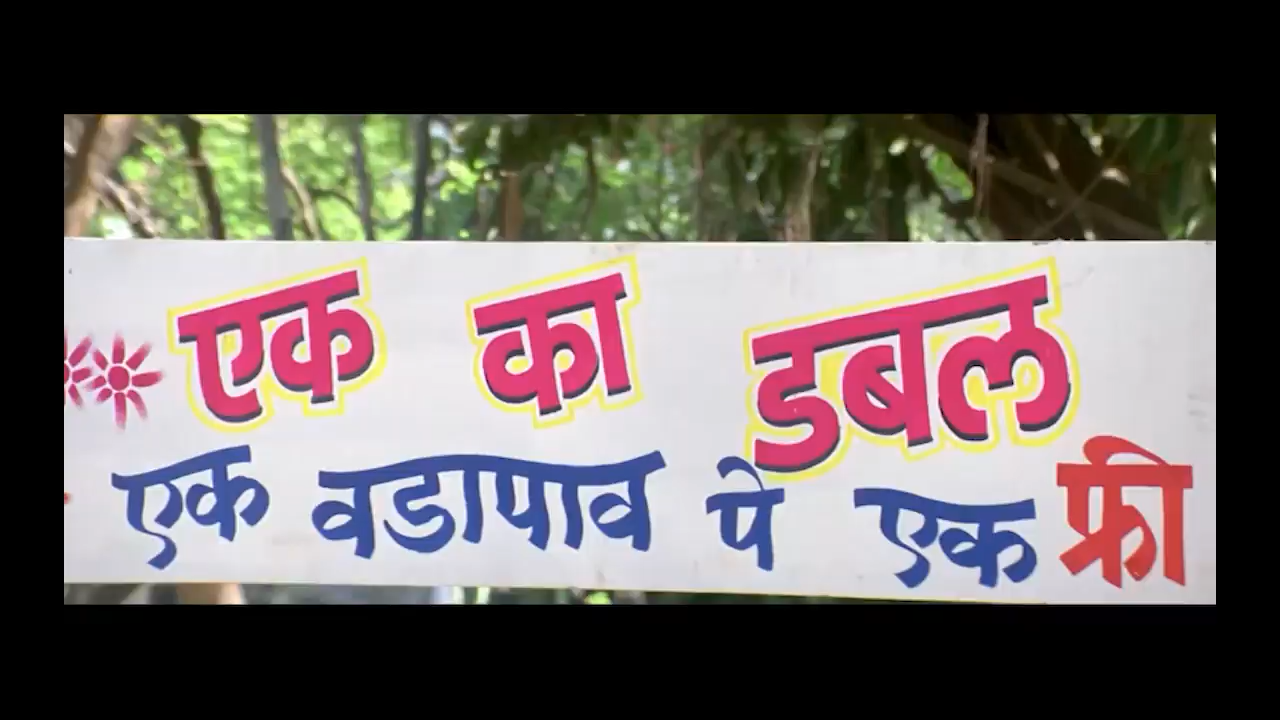 एक का डबल
एक वडापाव पे एक फ्री